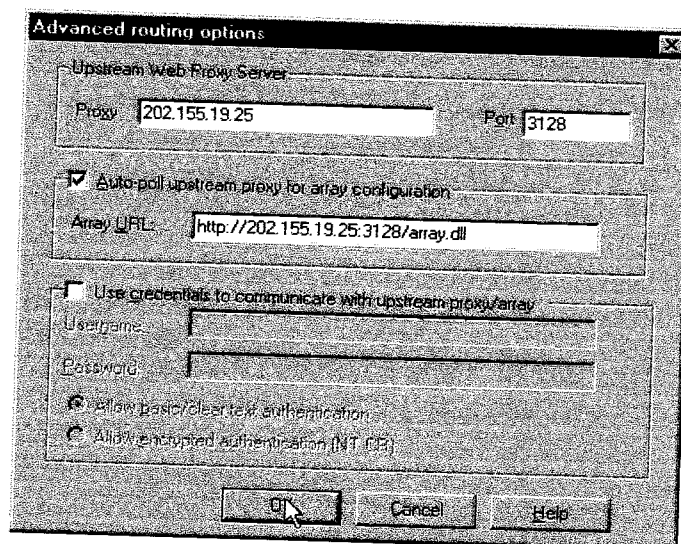 Advanced routing options
Upstream Web Proxy Server
Proxy 202.155.19.25 Port 3128
Auto-poll upstream proxy for array configuration
Array URL: http://202.155.19.25:3128/array.dll
Use credentials to communicate with upstream proxy/array
Username
Password
Allow basic/clear text authentication
Allow encrypted authentication (NT CR)
OK Cancel Help